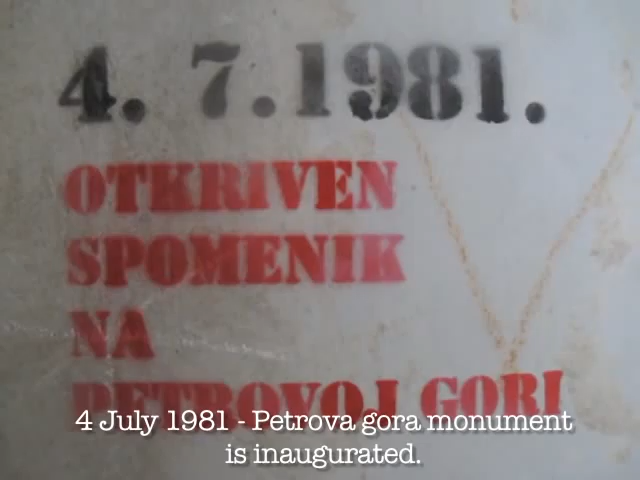 4. 7.1981.
OTKRIVEN
SPOMENIK
NA
PETROVOJ GORI
4 July 1981 - Petrova gora monument
is inaugurated.